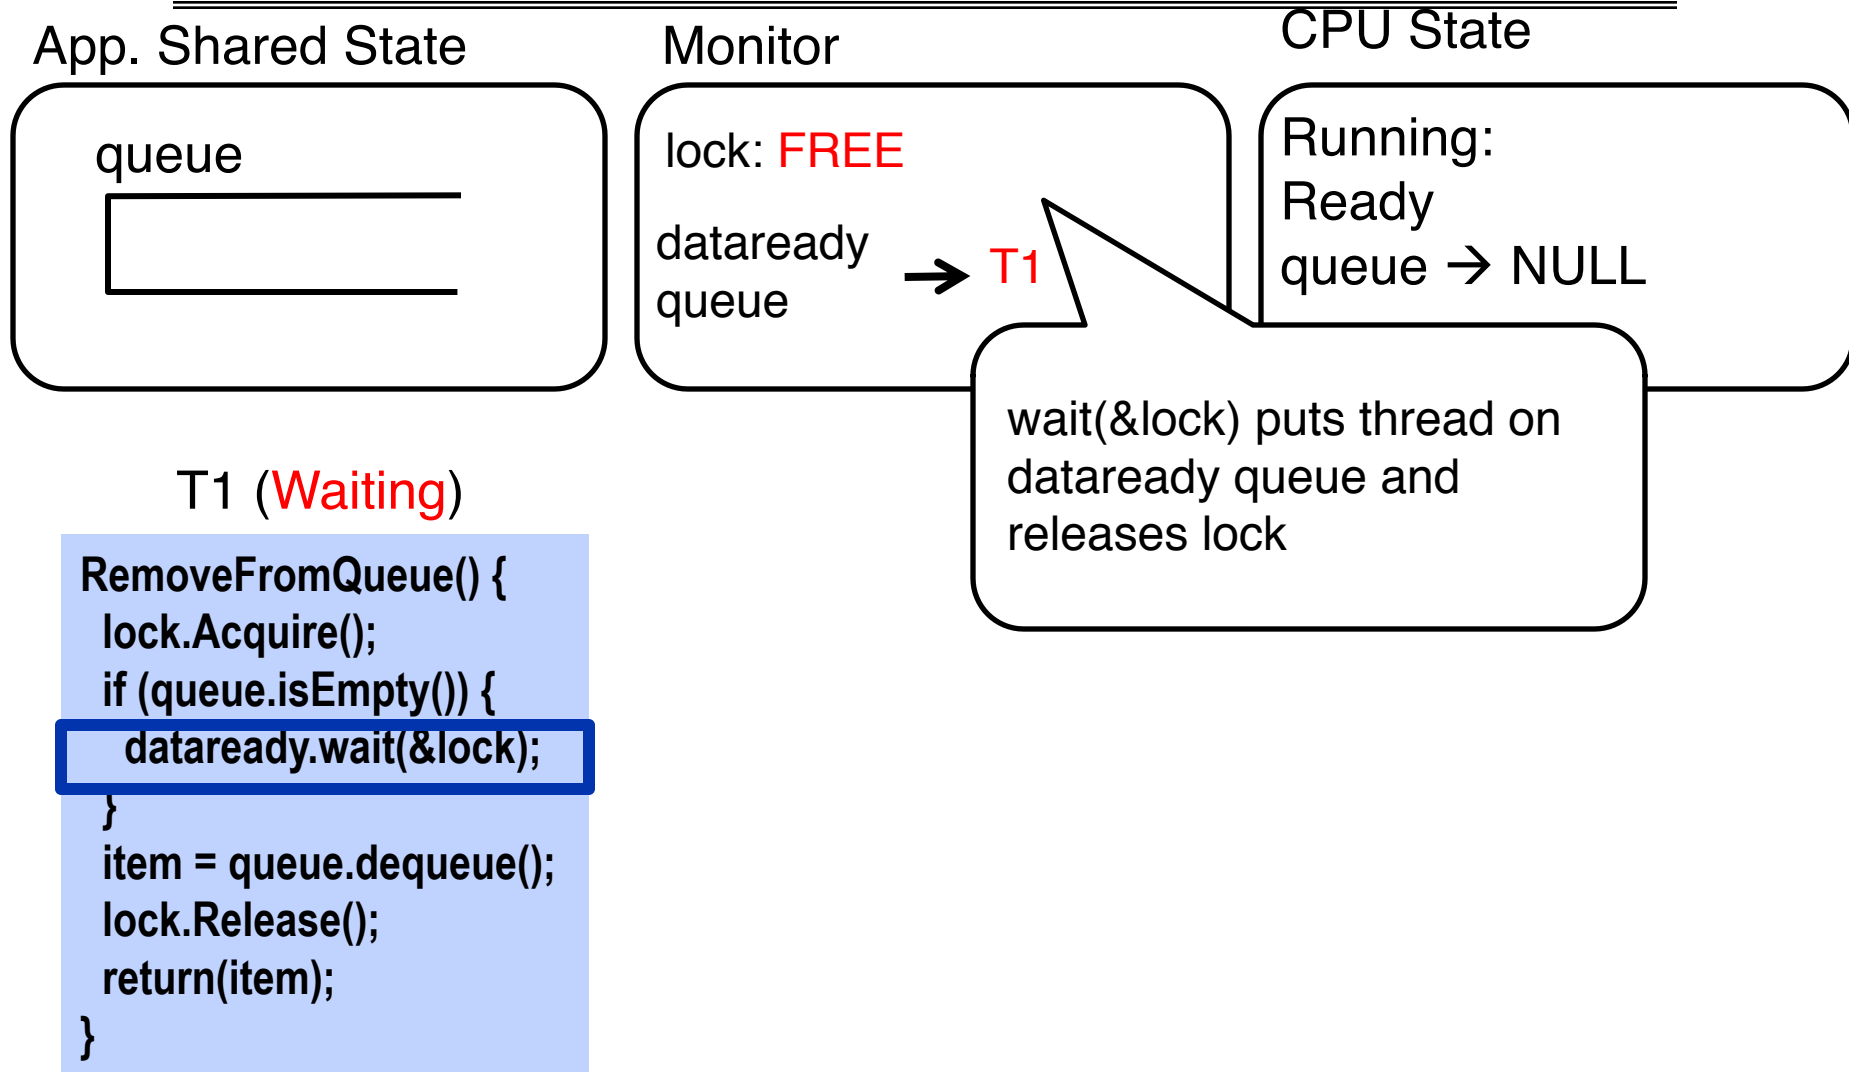 App. Shared State
Monitor
CPU State
queue
lock: FREE
dataready
queue
→ T1
Running:
Ready
queue → NULL
wait(&lock) puts thread on
dataready queue and
releases lock
T1 (Waiting)
RemoveFromQueue() {
lock.Acquire();
if (queue.isEmpty()) {
dataready.wait(&lock);
}
item = queue.dequeue();
lock.Release();
return(item);
}